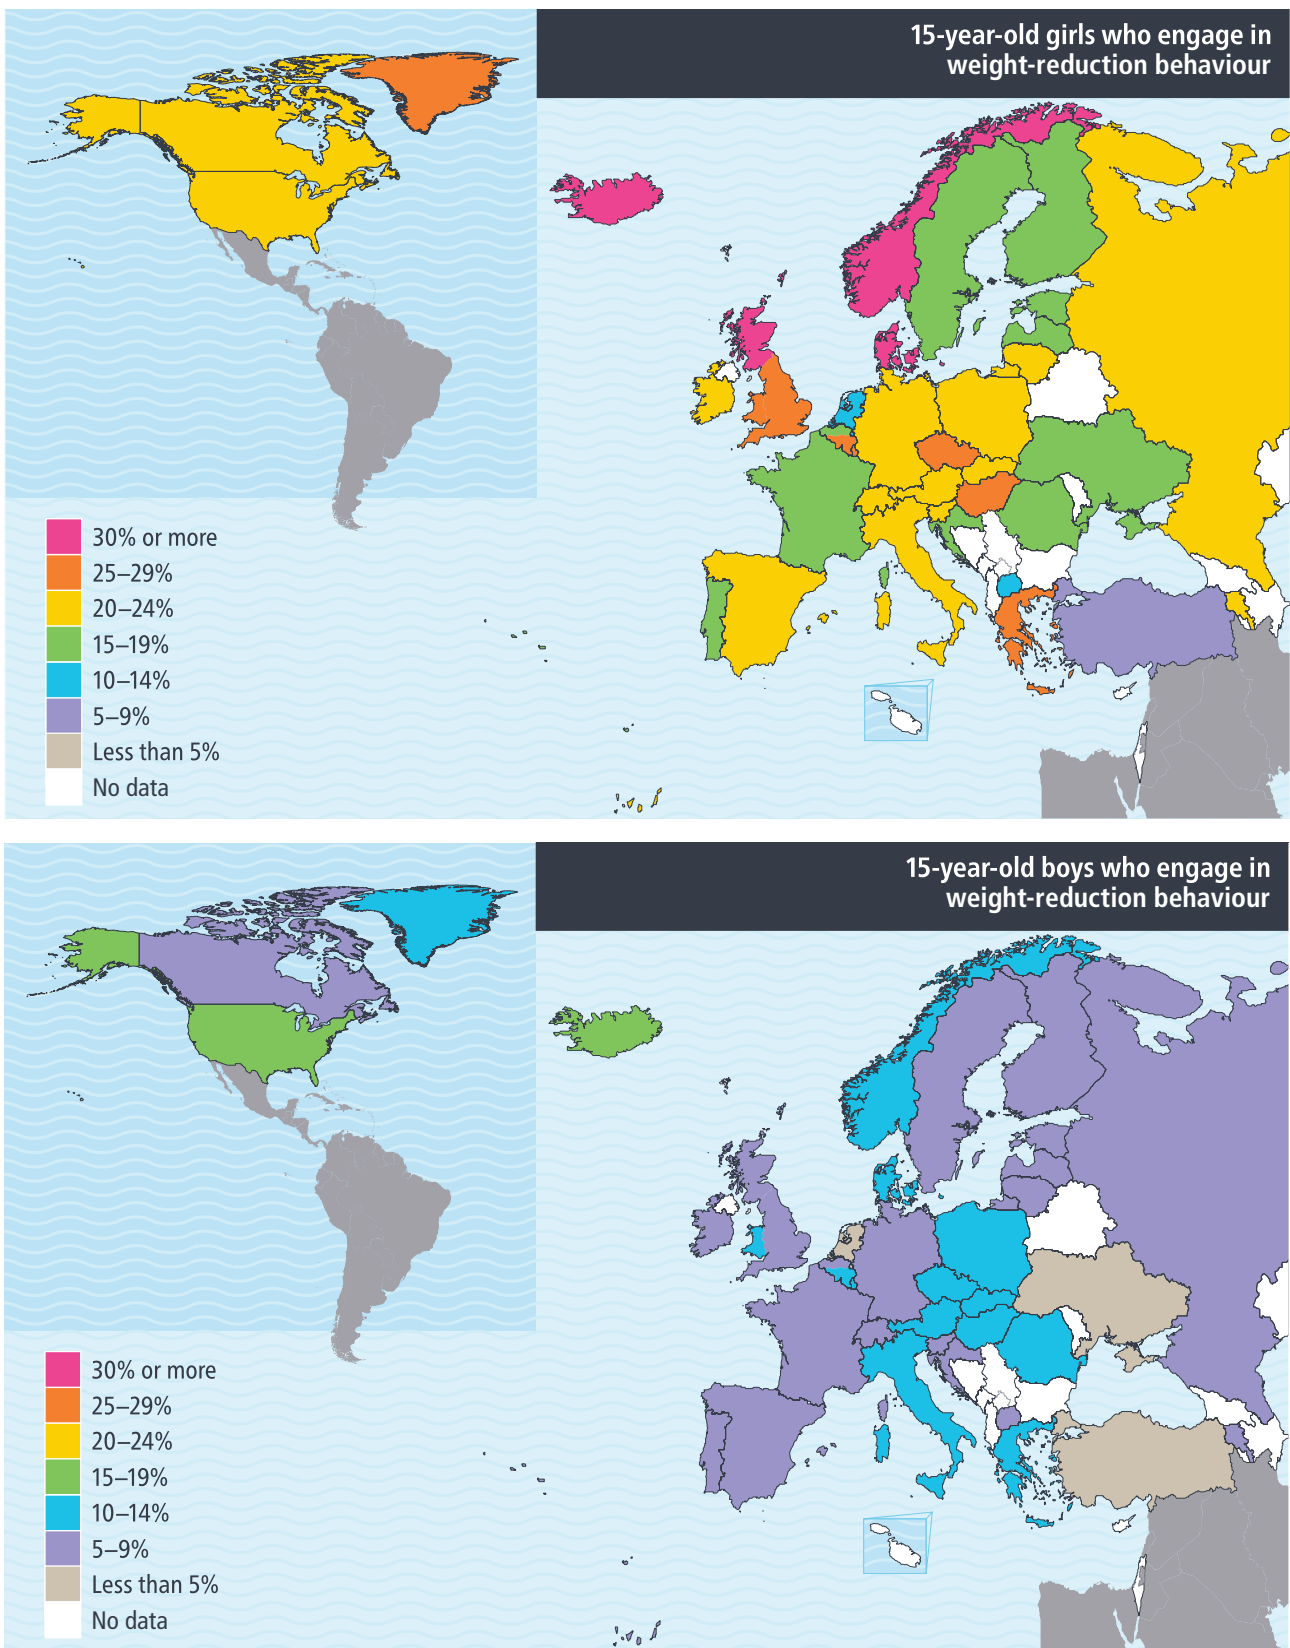 15-year-old girls who engage in
weight-reduction behaviour
30% or more
25–29%
20–24%
15–19%
10–14%
5–9%
Less than 5%
No data
15-year-old boys who engage in
weight-reduction behaviour
30% or more
25–29%
20–24%
15–19%
10–14%
5–9%
Less than 5%
No data